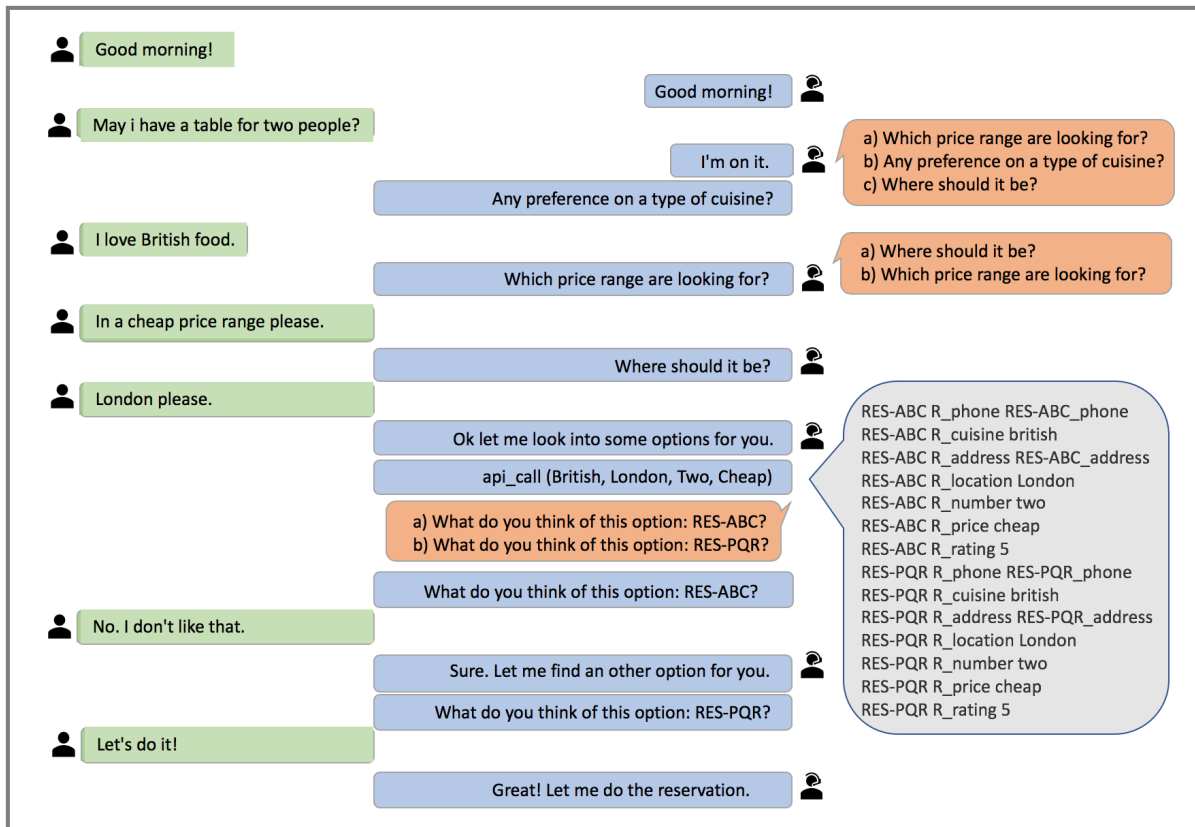 Good morning!
Good morning!
May i have a table for two people?
I'm on it.
a) Which price range are looking for?
b) Any preference on a type of cuisine?
c) Where should it be?
Any preference on a type of cuisine?
I love British food.
Which price range are looking for?
a) Where should it be?
b) Which price range are looking for?
In a cheap price range please.
Where should it be?
London please.
Ok let me look into some options for you.
api_call (British, London, Two, Cheap)
RES-ABC R_phone RES-ABC_phone
RES-ABC R_cuisine british
RES-ABC R_address RES-ABC_address
RES-ABC R_location London
RES-ABC R_number two
RES-ABC R_price cheap
RES-ABC R_rating 5
RES-PQR R_phone RES-PQR_phone
RES-PQR R_cuisine british
RES-PQR R_address RES-PQR_address
RES-PQR R_location London
RES-PQR R_number two
RES-PQR R_price cheap
RES-PQR R_rating 5
a) What do you think of this option: RES-ABC?
b) What do you think of this option: RES-PQR?
What do you think of this option: RES-ABC?
No. I don't like that.
Sure. Let me find an other option for you.
What do you think of this option: RES-PQR?
Let's do it!
Great! Let me do the reservation.